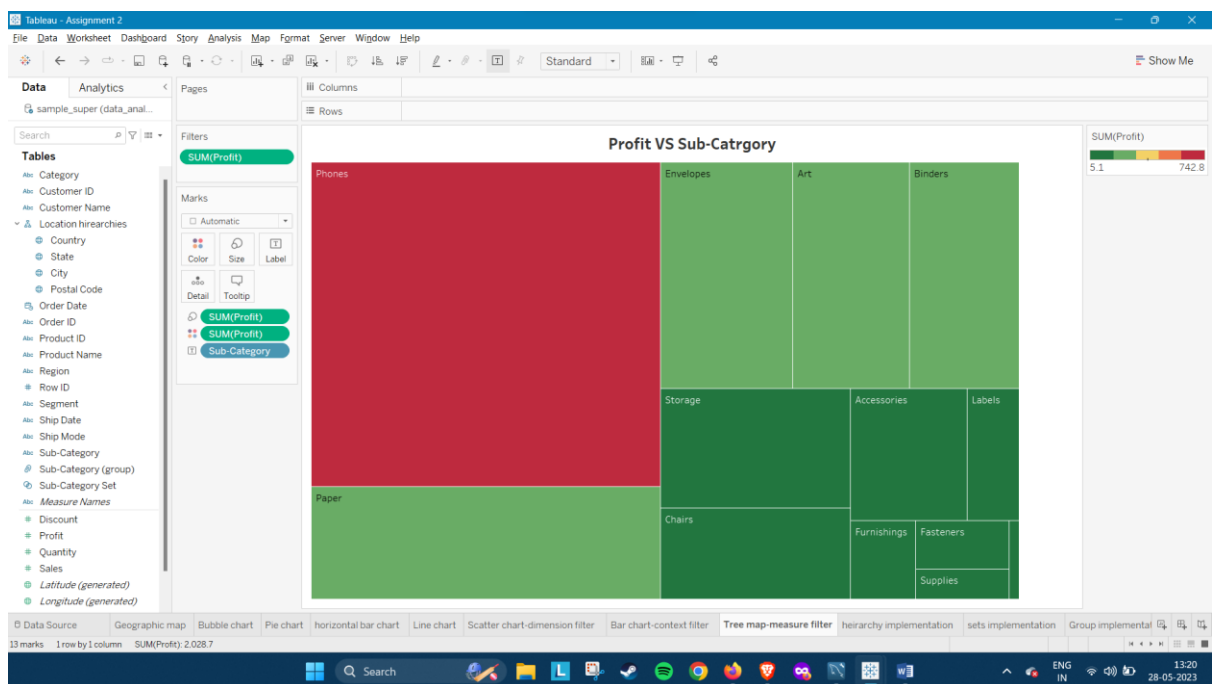 Tableau - Assignment 2
File Data Worksheet Dashboard Story Analysis Map Format Server Window Help
Standard
Show Me
Data Analytics
Pages
Columns
sample_super (data_anal...
Rows
Search
Filters
SUM(Profit)
Tables
Category
Customer ID
Customer Name
Location hirearchies
Country
State
City
Postal Code
Order Date
Order ID
Product ID
Product Name
Region
Row ID
Segment
Ship Date
Ship Mode
Sub-Category
Sub-Category (group)
Sub-Category Set
Measure Names
Discount
Profit
Quantity
Sales
Latitude (generated)
Longitude (generated)
Marks
Automatic
Color Size Label
Detail Tooltip
SUM(Profit)
SUM(Profit)
Sub-Category
Profit VS Sub-Catrgory
Phones
Envelopes
Art
Binders
Storage
Accessories
Labels
Paper
Chairs
Furnishings
Fasteners
Supplies
SUM(Profit)
5.1 742.8
Data Source Geographic map Bubble chart Pie chart horizontal bar chart Line chart Scatter chart-dimension filter Bar chart-context filter Tree map-measure filter heirarchy implementation sets implementation Group implemental
13 marks 1 row by 1 column SUM(Profit): 2,028.7
Search
ENG
IN
13:20
28-05-2023